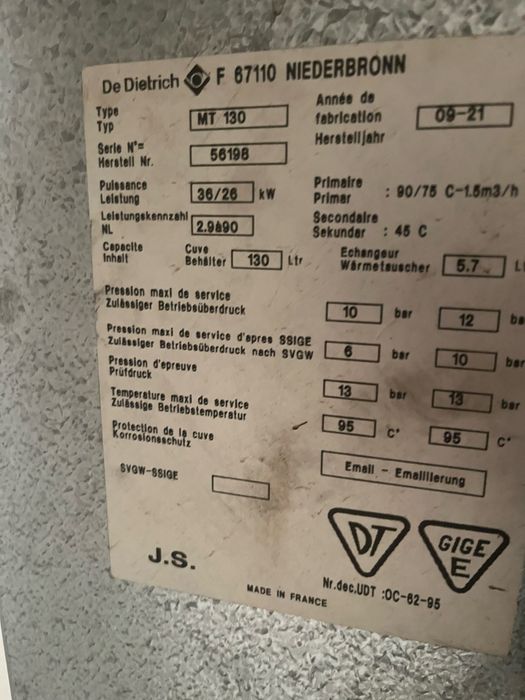 De Dietrich F 67110 NIEDERBRONN
Type
Typ
MT 130
Année de
fabrication
Herstelljahr
09-21
Serie N°=
Herstell Nr.
56198
Puissance
Leistung
36/26 kW
Primaire
Primar : 90/75 C-1.5m3/h
Leistungskennzahl
NL
2.9à90
Secondaire
Sekundar : 45 C
Capacite
Inhalt
Cuve
Behälter 130 Ltr
Echangeur
Wärmetauscher 5.7
Pression maxi de service
Zulässiger Betriebsüberdruck
10 bar 12
Pression maxi de service d'apres SSIGE
Zulässiger Betriebsüberdruck nach SVGW
6 bar 10 bar
Pression d'epreuve
Prüfdruck
13 bar 13 bar
Temperature maxi de service
Zulässige Betriebstemperatur
95 C° 95 C°
Protection de la cuve
Korrosionsschutz
Email - Emaillierung
SVGW-SSIGE
DT
GIGE
E
J.S.
MADE IN FRANCE
Nr.dec.UDT :OC-62-95